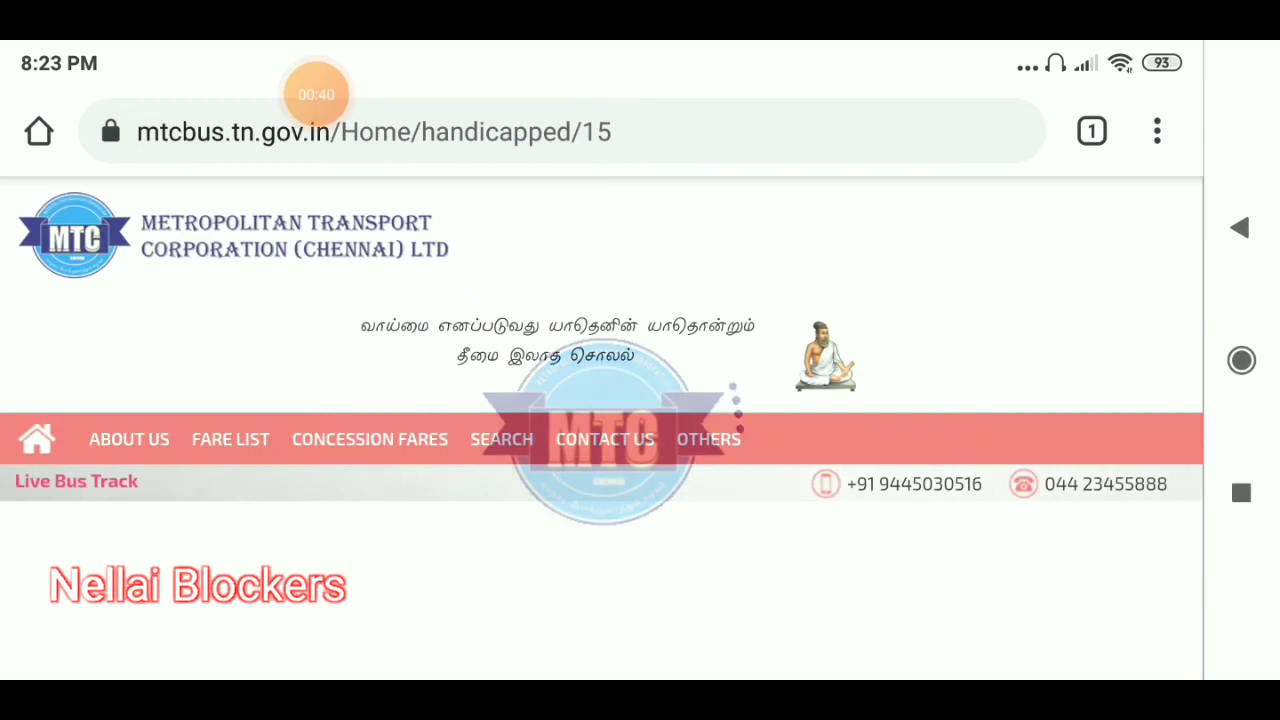 8:23 PM
93
00:40
mtcbus.tn.gov.in/Home/handicapped/15
1
MTC
METROPOLITAN TRANSPORT
CORPORATION (CHENNAI) LTD
வாய்மை எனப்படுவது யாதெனின் யாதொன்றும்
தீமை இலாத சொலல்
ABOUT US FARE LIST CONCESSION FARES SEARCH CONTACT US OTHERS
MTC
Live Bus Track
+91 9445030516 044 23455888
Nellai Blockers